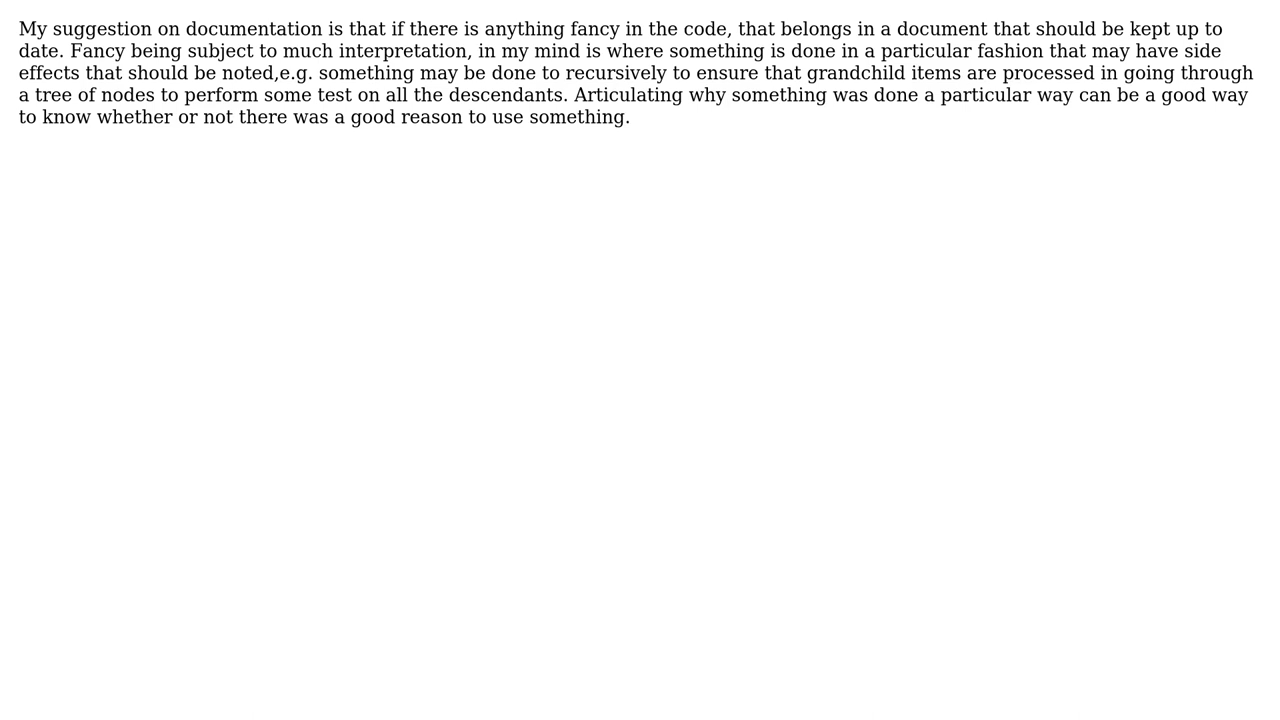 My suggestion on documentation is that if there is anything fancy in the code, that belongs in a document that should be kept up to
date. Fancy being subject to much interpretation, in my mind is where something is done in a particular fashion that may have side
effects that should be noted,e.g. something may be done to recursively to ensure that grandchild items are processed in going through
a tree of nodes to perform some test on all the descendants. Articulating why something was done a particular way can be a good way
to know whether or not there was a good reason to use something.